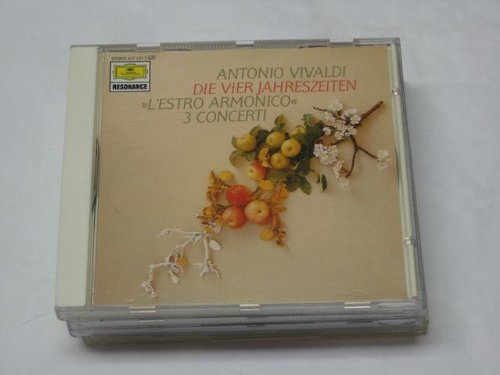 RESONANCE
ANTONIO VIVALDI
DIE VIER JAHRESZEITEN
»L'ESTRO ARMONICO«
3 CONCERTI